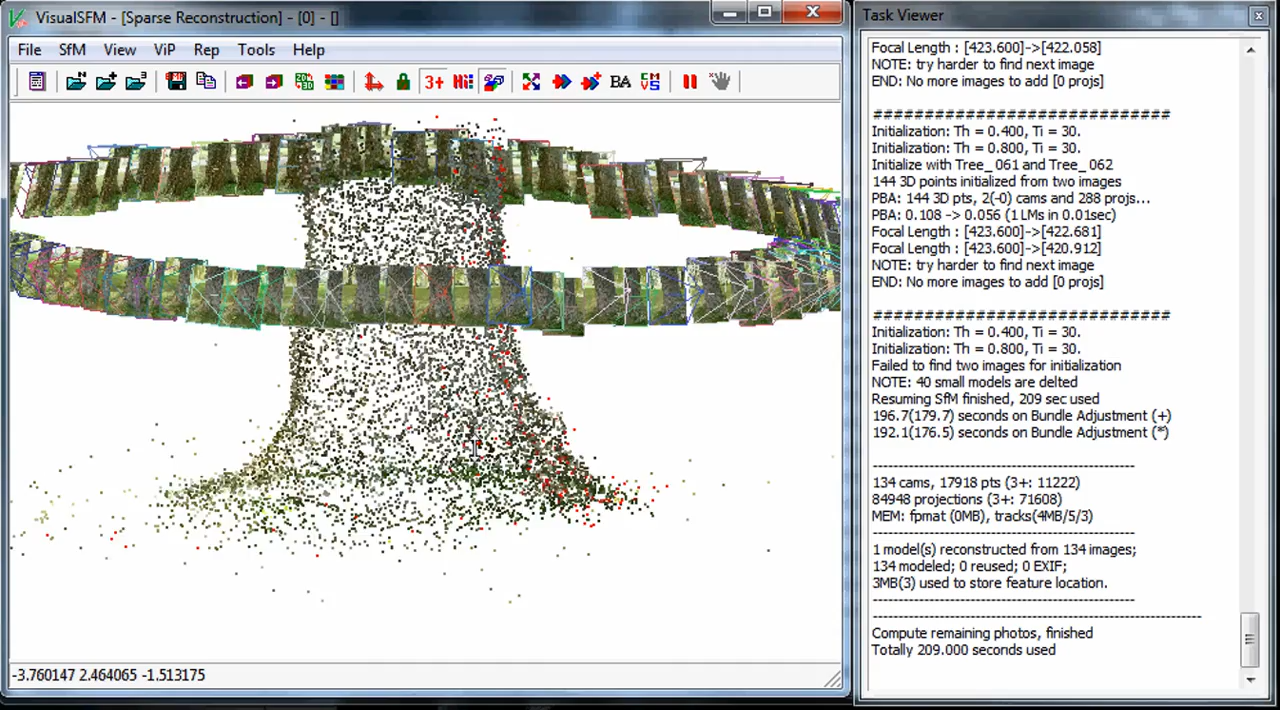 VisualSFM - [Sparse Reconstruction] - [0] - []
File SfM View ViP Rep Tools Help
3+ BA
-3.760147 2.464065 -1.513175
Task Viewer
Focal Length : [423.600]->[422.058]
NOTE: try harder to find next image
END: No more images to add [0 projs]
###########################
Initialization: Th = 0.400, Ti = 30.
Initialization: Th = 0.800, Ti = 30.
Initialize with Tree_061 and Tree_062
144 3D points initialized from two images
PBA: 144 3D pts, 2(-0) cams and 288 projs...
PBA: 0.108 -> 0.056 (1 LMs in 0.01sec)
Focal Length : [423.600]->[422.681]
Focal Length : [423.600]->[420.912]
NOTE: try harder to find next image
END: No more images to add [0 projs]
###########################
Initialization: Th = 0.400, Ti = 30.
Initialization: Th = 0.800, Ti = 30.
Failed to find two images for initialization
NOTE: 40 small models are delted
Resuming SfM finished, 209 sec used
196.7(179.7) seconds on Bundle Adjustment (+)
192.1(176.5) seconds on Bundle Adjustment (*)
----------------------------------------------
134 cams, 17918 pts (3+: 11222)
84948 projections (3+: 71608)
MEM: fpmat (0MB), tracks(4MB/5/3)
----------------------------------------------
1 model(s) reconstructed from 134 images;
134 modeled; 0 reused; 0 EXIF;
3MB(3) used to store feature location.
----------------------------------------------
----------------------------------------------------------
Compute remaining photos, finished
Totally 209.000 seconds used